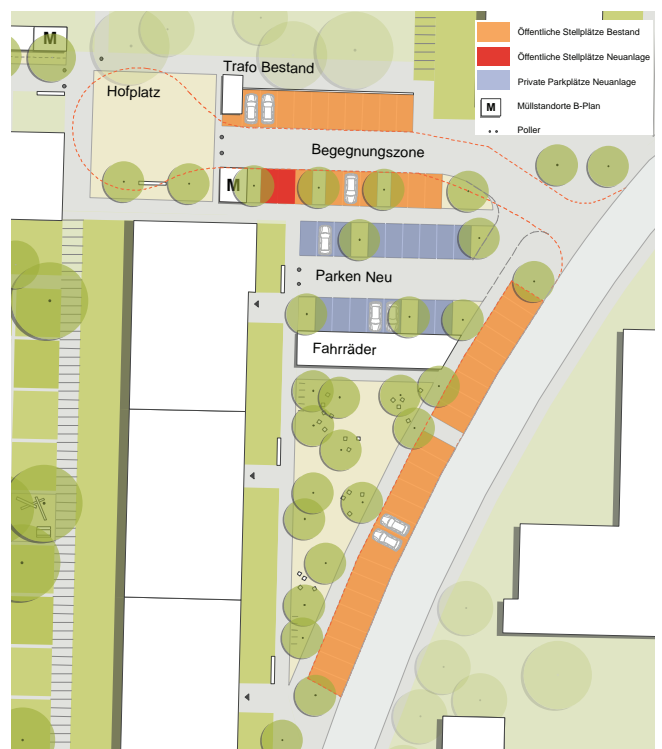 M
Öffentliche Stellplätze Bestand
Öffentliche Stellplätze Neuanlage
Private Parkplätze Neuanlage
M Müllstandorte B-Plan
Poller
Trafo Bestand
Hofplatz
Begegnungszone
M
Parken Neu
Fahrräder